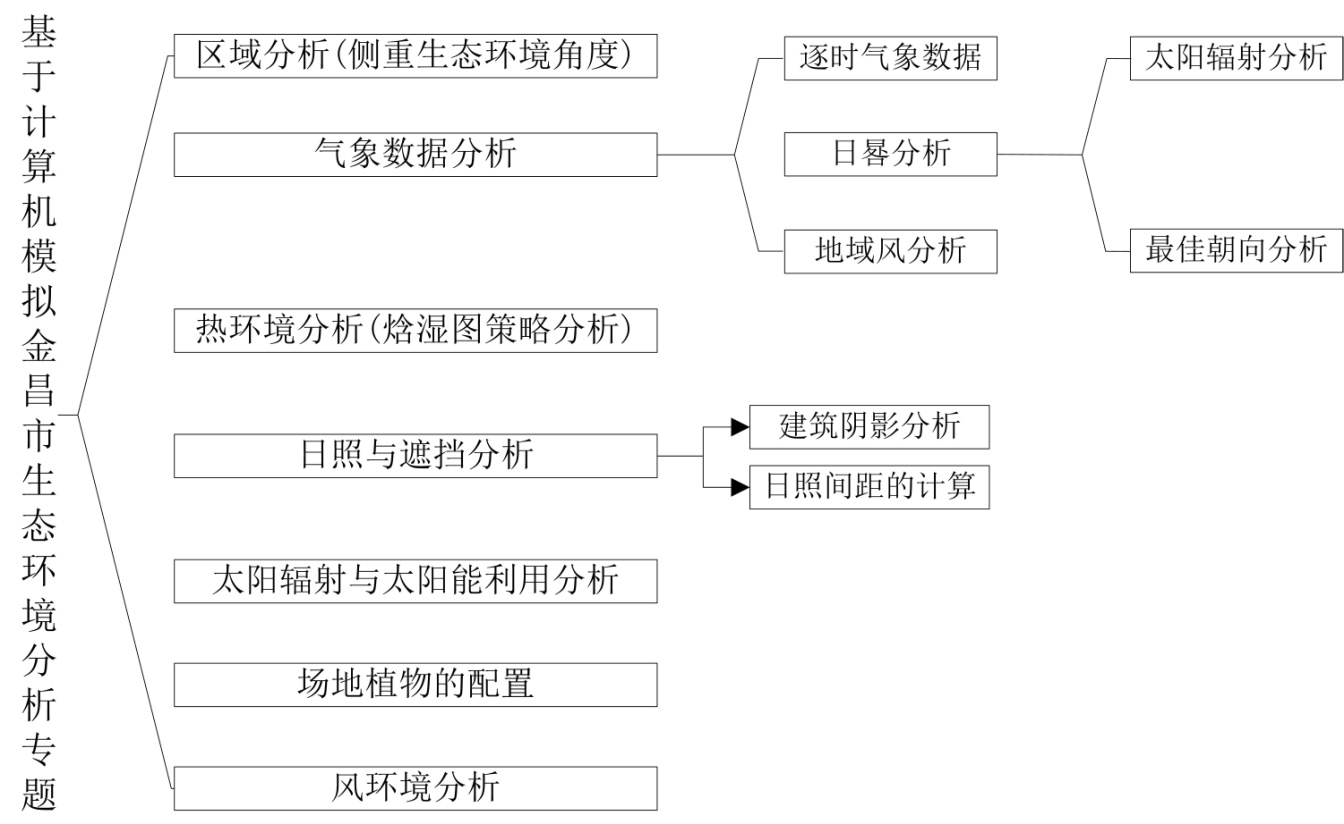 基于计算机模拟金昌市生态环境分析专题
区域分析(侧重生态环境角度)
气象数据分析
逐时气象数据
日晷分析
地域风分析
太阳辐射分析
最佳朝向分析
热环境分析(焓湿图策略分析)
日照与遮挡分析
建筑阴影分析
日照间距的计算
太阳辐射与太阳能利用分析
场地植物的配置
风环境分析